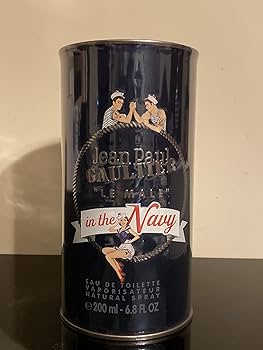 Jean Paul
GAULTIER
"LE MALE"
in the Navy
EAU DE TOILETTE
VAPORISATEUR
NATURAL SPRAY
℮ 200 ml - 6.8 FL OZ